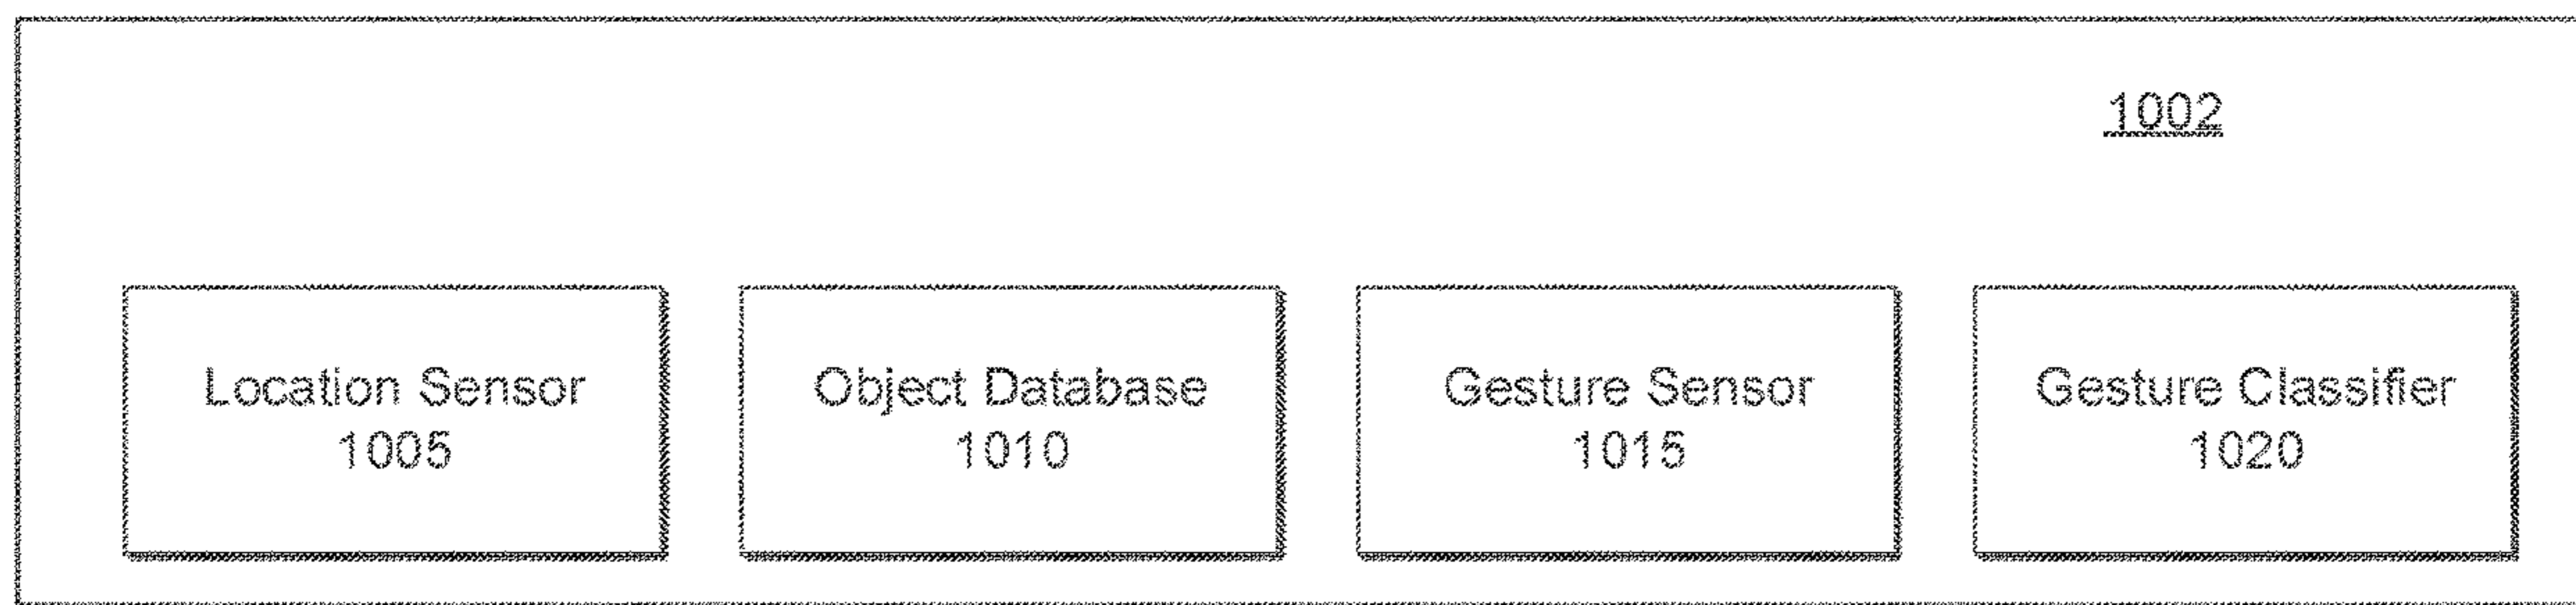 1002
Location Sensor
1005
Object Database
1010
Gesture Sensor
1015
Gesture Classifier
1020